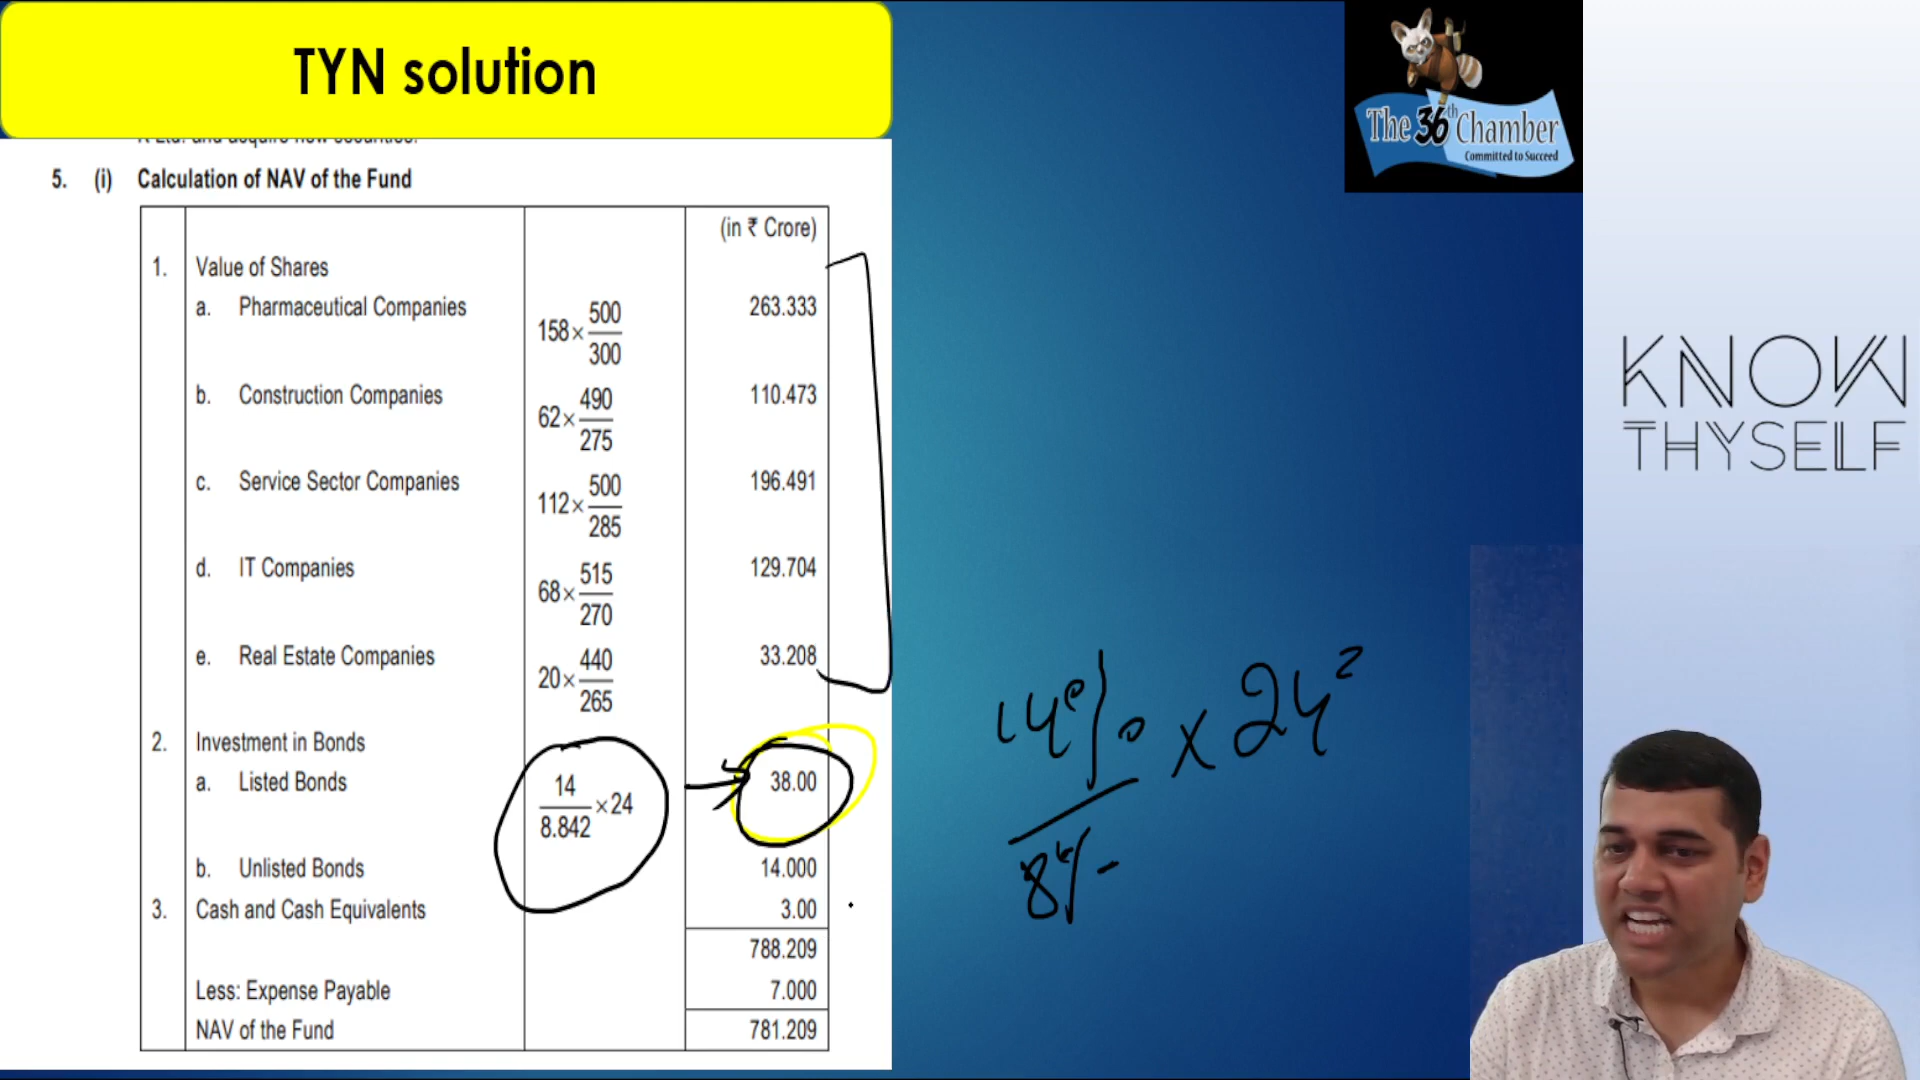 TYN solution
The 36th Chamber
Committed to Succeed
KNOW
THYSELF
R Ltd. and acquire new securities.
5. (i) Calculation of NAV of the Fund
(in ₹ Crore)
1. Value of Shares
a. Pharmaceutical Companies 158× 500/300 263.333
b. Construction Companies 62× 490/275 110.473
c. Service Sector Companies 112× 500/285 196.491
d. IT Companies 68× 515/270 129.704
e. Real Estate Companies 20× 440/265 33.208
2. Investment in Bonds
a. Listed Bonds 14/8.842 ×24 38.00
b. Unlisted Bonds 14.000
3. Cash and Cash Equivalents 3.00
788.209
Less: Expense Payable 7.000
NAV of the Fund 781.209
14% × 24